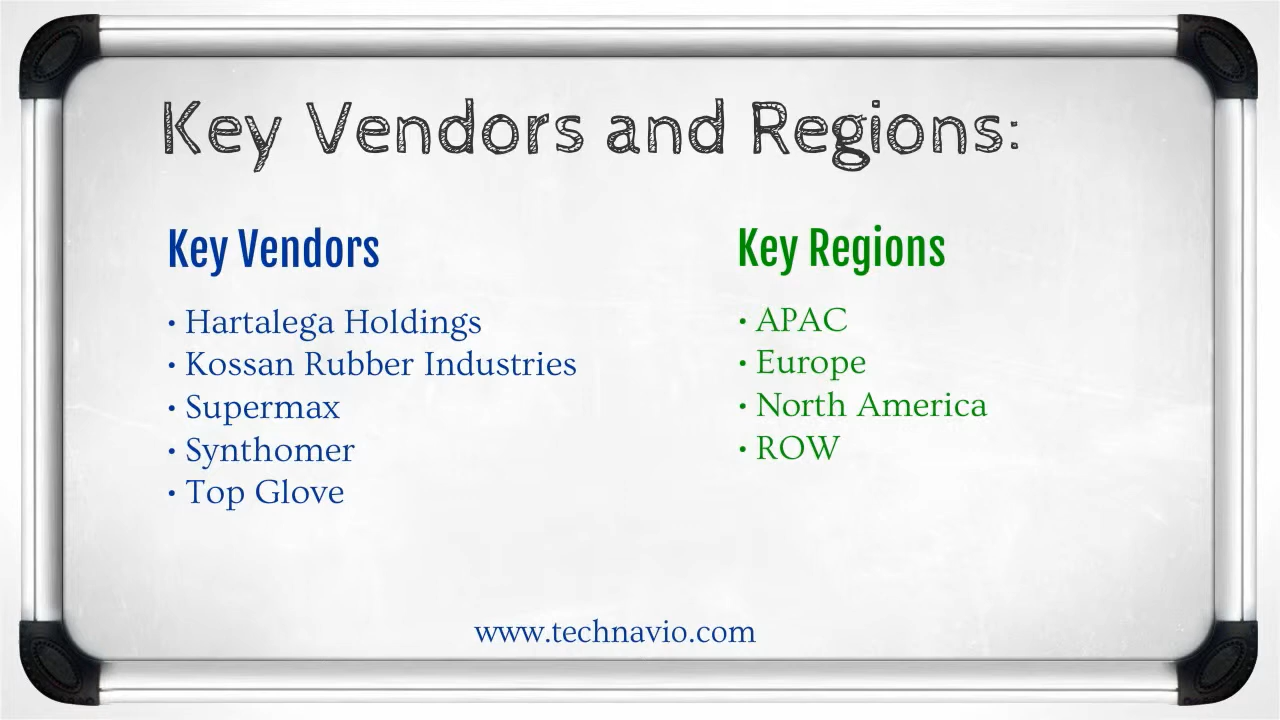 Key Vendors and Regions:
Key Vendors
• Hartalega Holdings
• Kossan Rubber Industries
• Supermax
• Synthomer
• Top Glove
Key Regions
• APAC
• Europe
• North America
• ROW
www.technavio.com